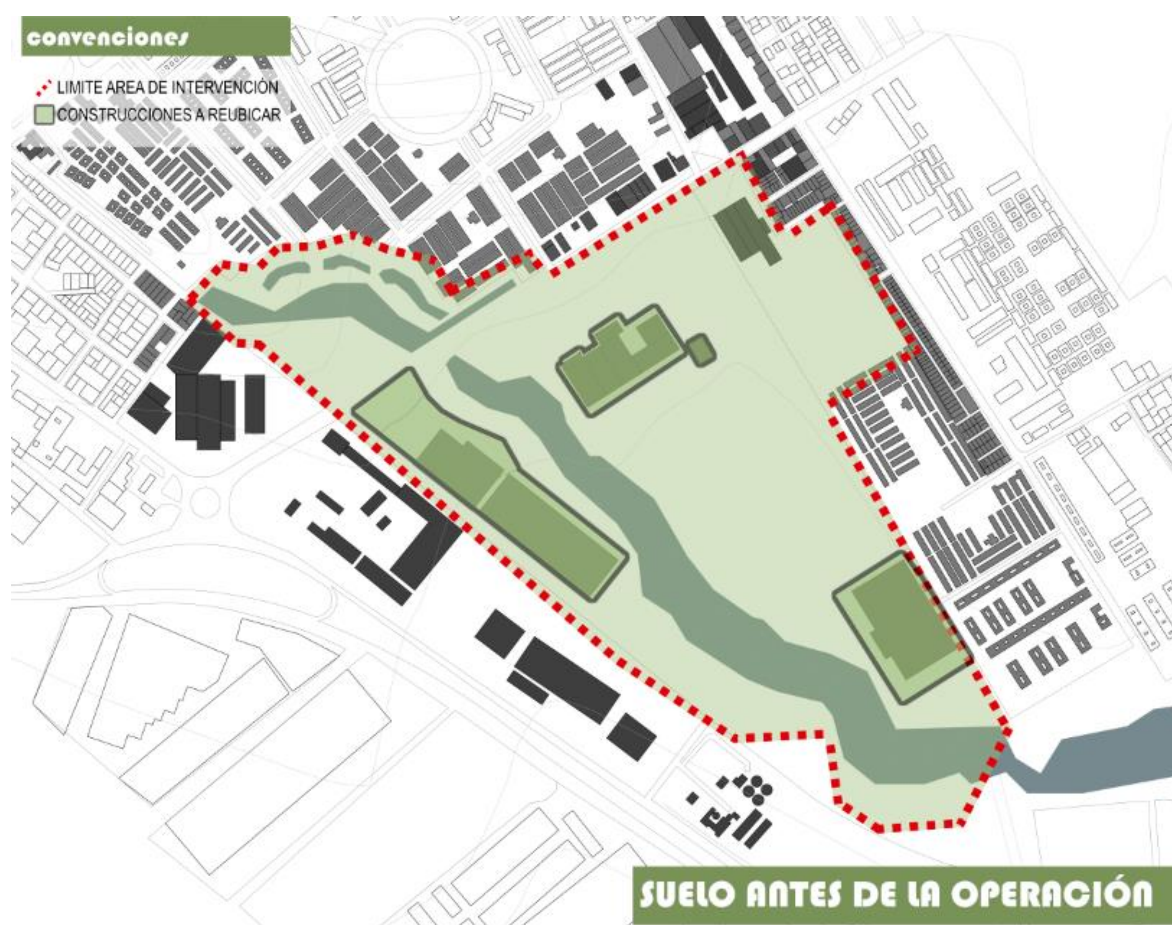 convenciones
LIMITE AREA DE INTERVENCIÓN
CONSTRUCCIONES A REUBICAR
SUELO ANTES DE LA OPERACIÓN